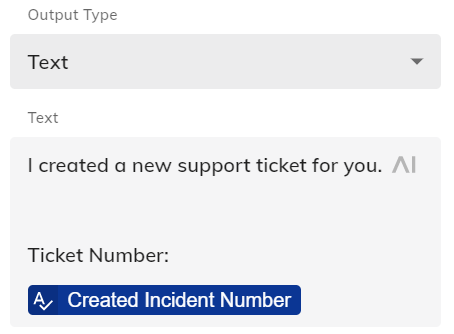 Output Type
Text
Text
I created a new support ticket for you. AI
Ticket Number:
Created Incident Number